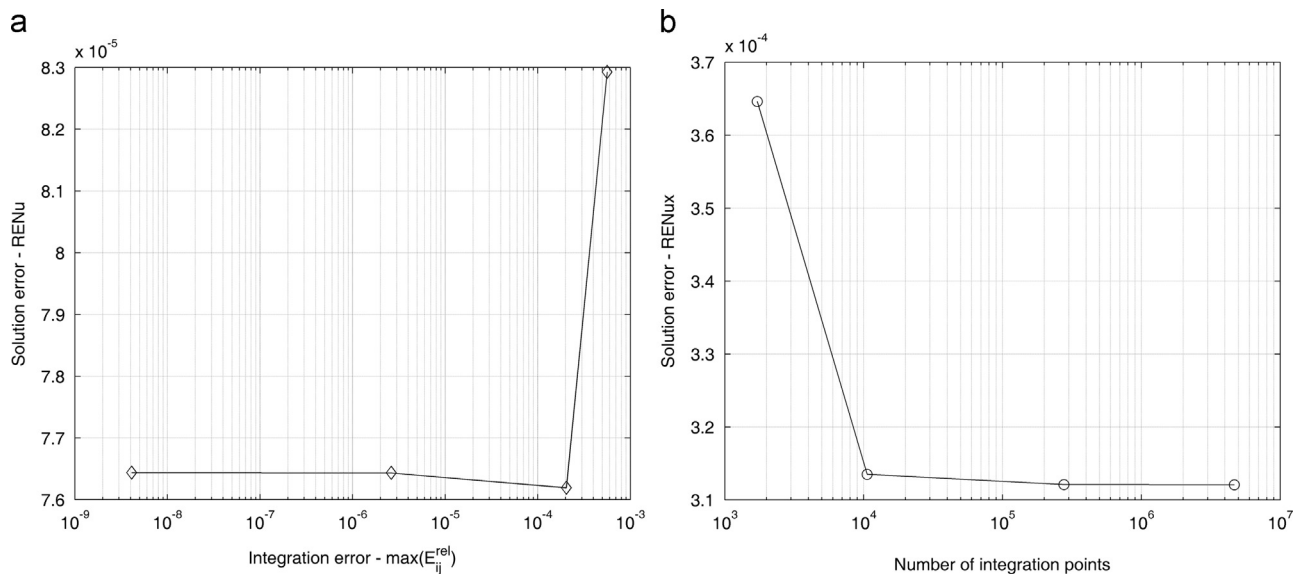 a
x 10^-5
8.3
8.2
8.1
8
7.9
7.8
7.7
7.6
Solution error - RENu
10^-9 10^-8 10^-7 10^-6 10^-5 10^-4 10^-3
Integration error - max(E_ij^rel)
b
x 10^-4
3.7
3.6
3.5
3.4
3.3
3.2
3.1
Solution error - RENux
10^3 10^4 10^5 10^6 10^7
Number of integration points